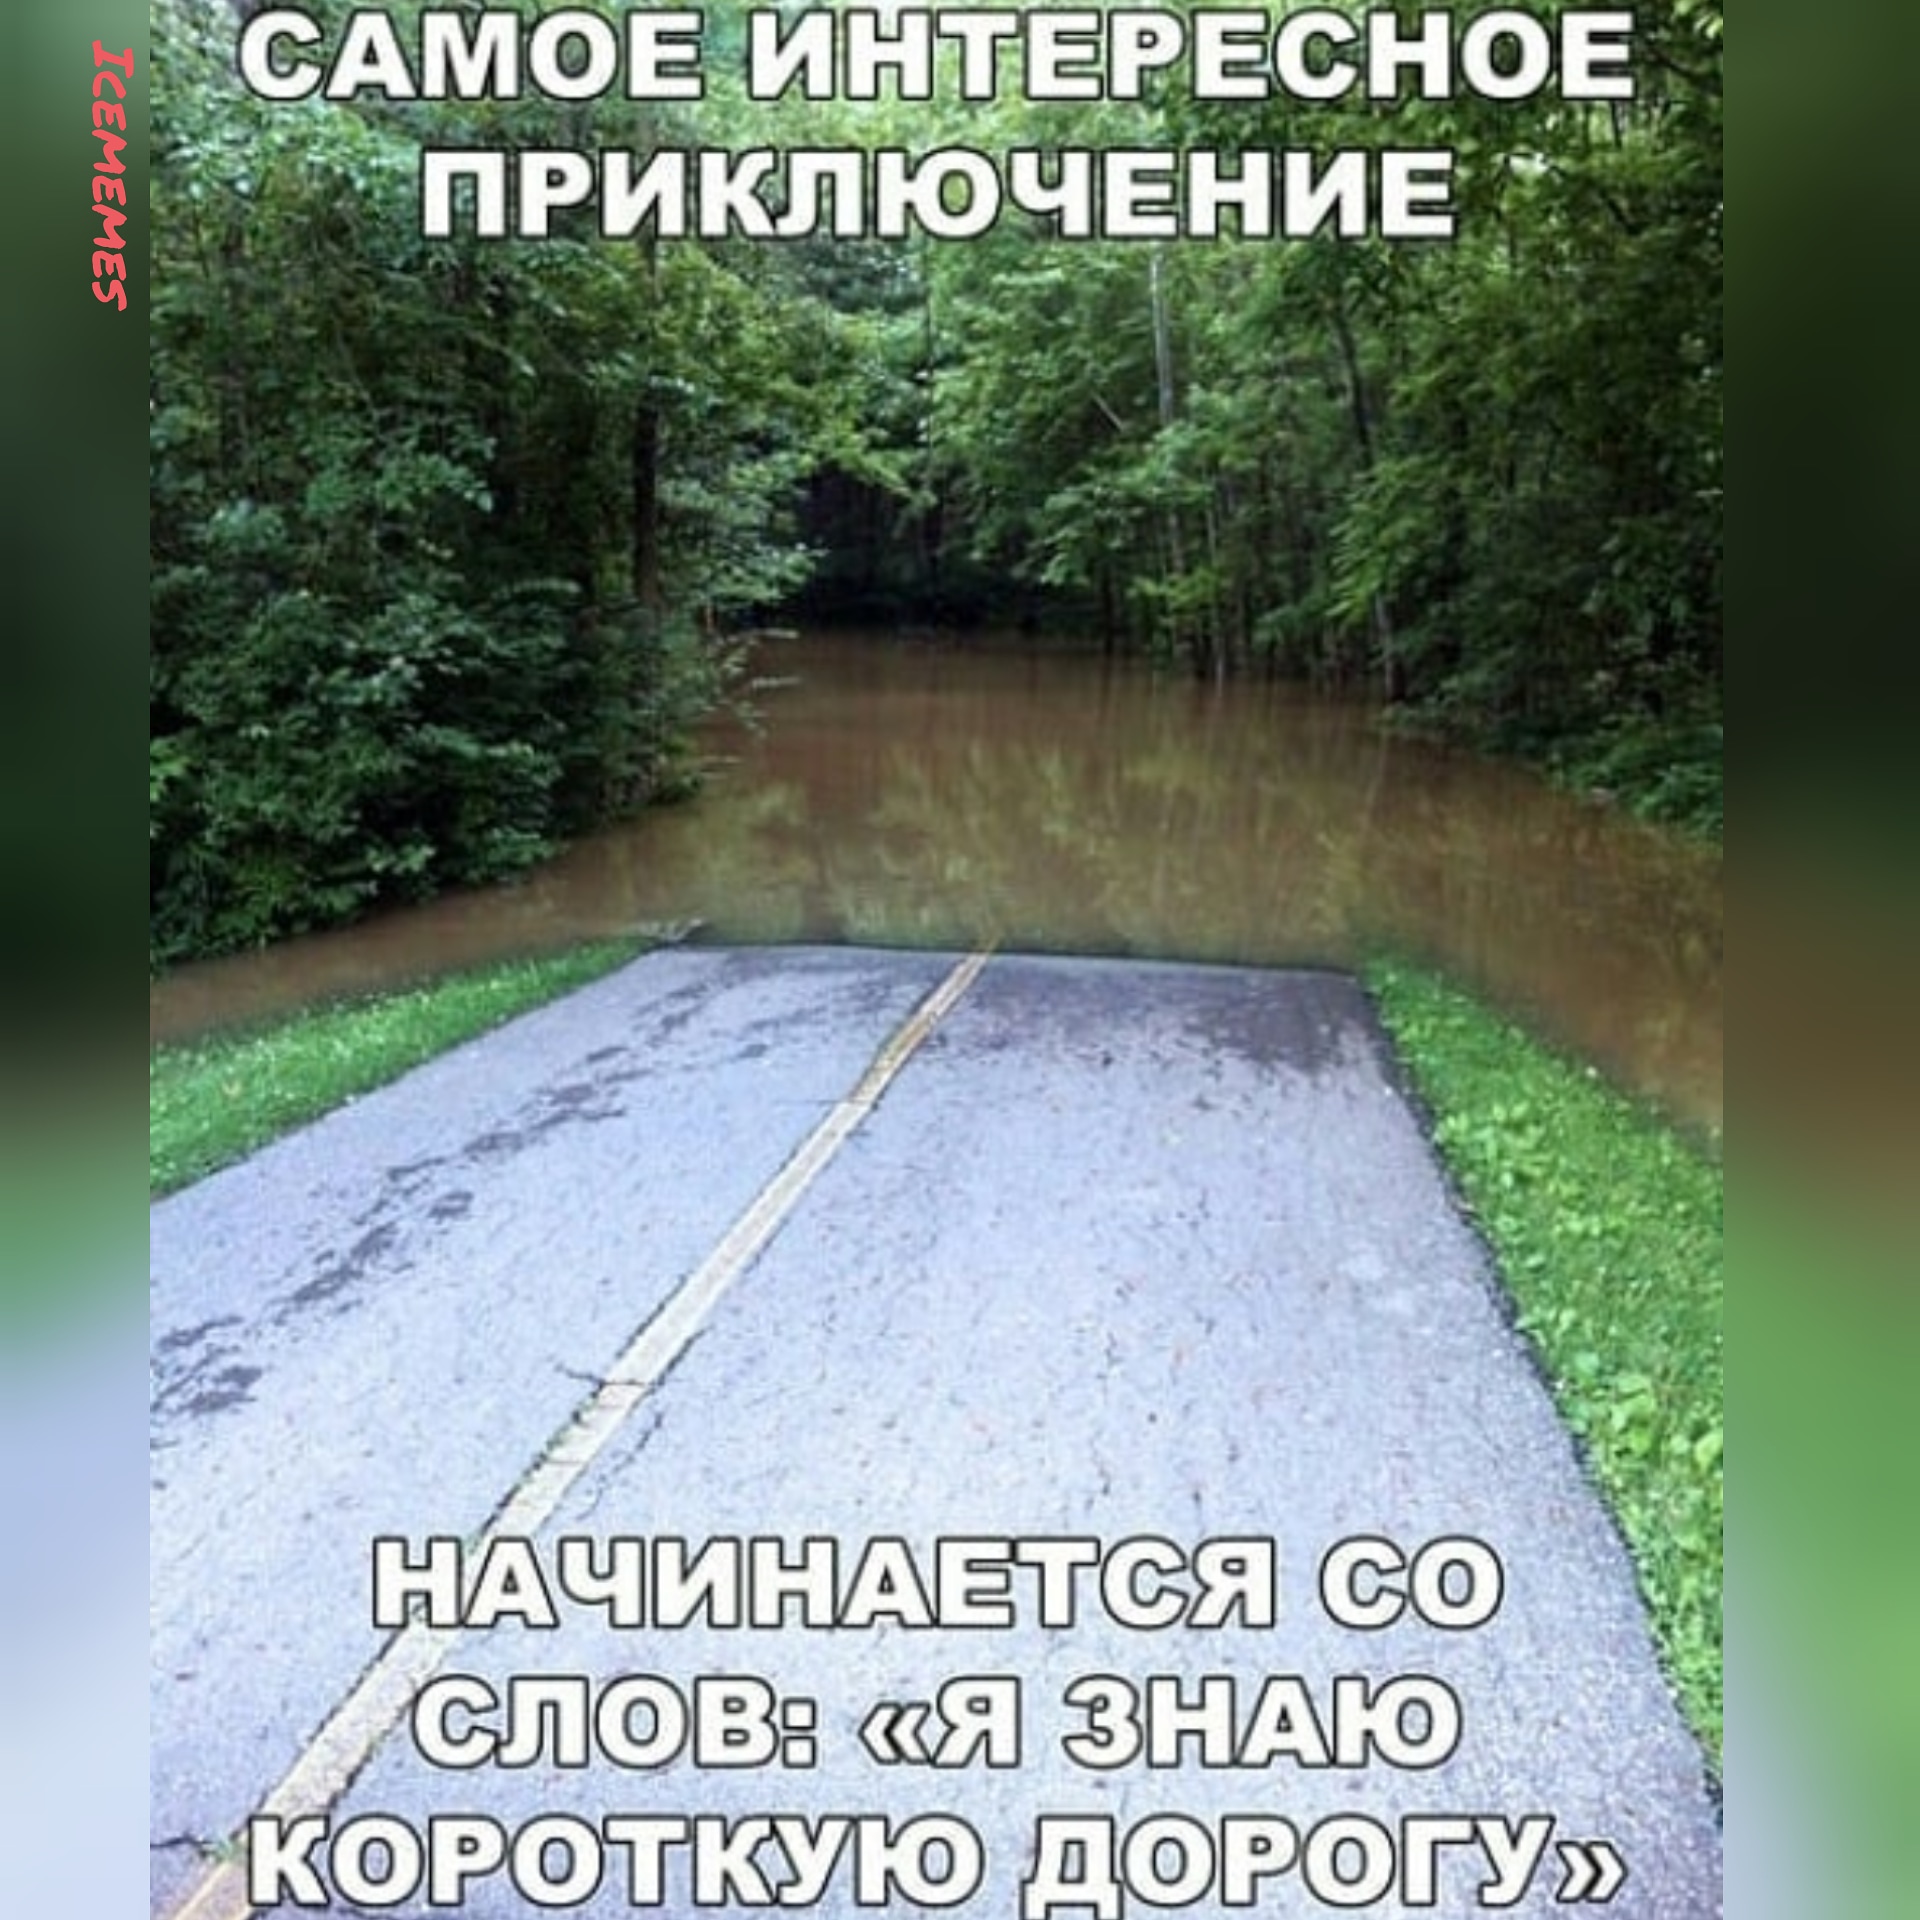 САМОЕ ИНТЕРЕСНОЕ
ПРИКЛЮЧЕНИЕ
НАЧИНАЕТСЯ СО
СЛОВ: «Я ЗНАЮ
КОРОТКУЮ ДОРОГУ»
ICEMEMES